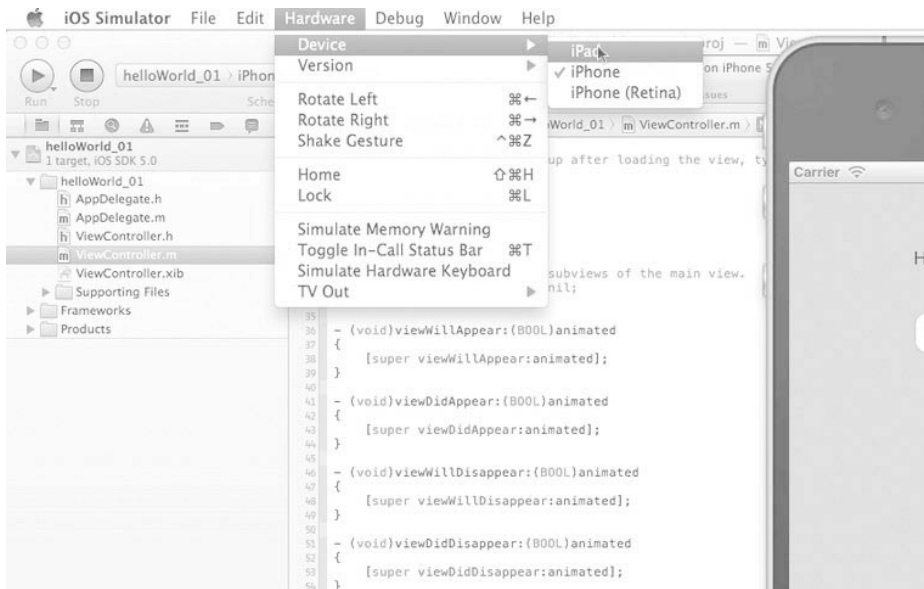 iOS Simulator File Edit Hardware Debug Window Help
Device
iPad
Version
iPhone
iPhone (Retina)
Rotate Left ⌘←
Rotate Right ⌘→
Shake Gesture ^⌘Z
Home ⇧⌘H
Lock ⌘L
Simulate Memory Warning
Toggle In-Call Status Bar ⌘T
Simulate Hardware Keyboard
TV Out
roj — m
on iPhone 5
Run Stop Sche
helloWorld_01 › iPhon
ssues
World_01 › m ViewController.m ›
helloWorld_01
1 target, iOS SDK 5.0
helloWorld_01
h AppDelegate.h
m AppDelegate.m
h ViewController.h
m ViewController.m
ViewController.xib
Supporting Files
Frameworks
Products
up after loading the view, ty
subviews of the main view.
nil;
35
36 - (void)viewWillAppear:(BOOL)animated
37 {
38 [super viewWillAppear:animated];
39 }
40
41 - (void)viewDidAppear:(BOOL)animated
42 {
43 [super viewDidAppear:animated];
44 }
45
46 - (void)viewWillDisappear:(BOOL)animated
47 {
48 [super viewWillDisappear:animated];
49 }
50
51 - (void)viewDidDisappear:(BOOL)animated
52 {
53 [super viewDidDisappear:animated];
54 }
Carrier
H